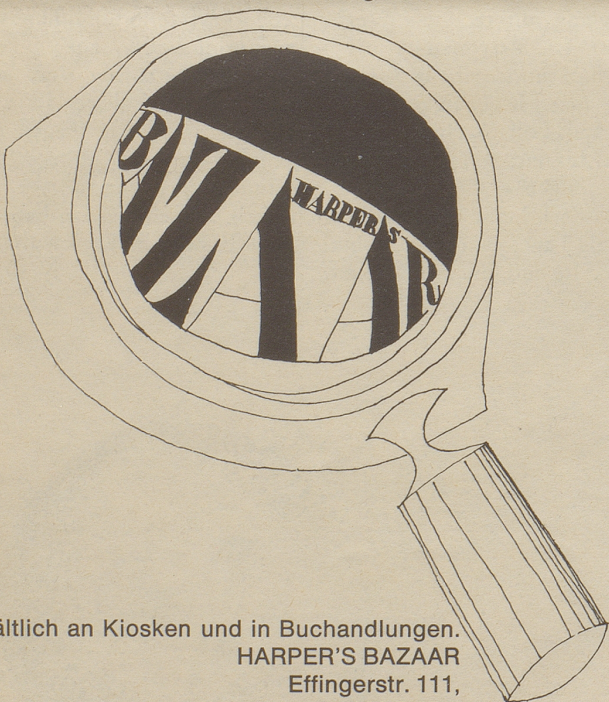 HARPER'S
BAZAAR
ältlich an Kiosken und in Buchandlungen.
HARPER'S BAZAAR
Effingerstr. 111,